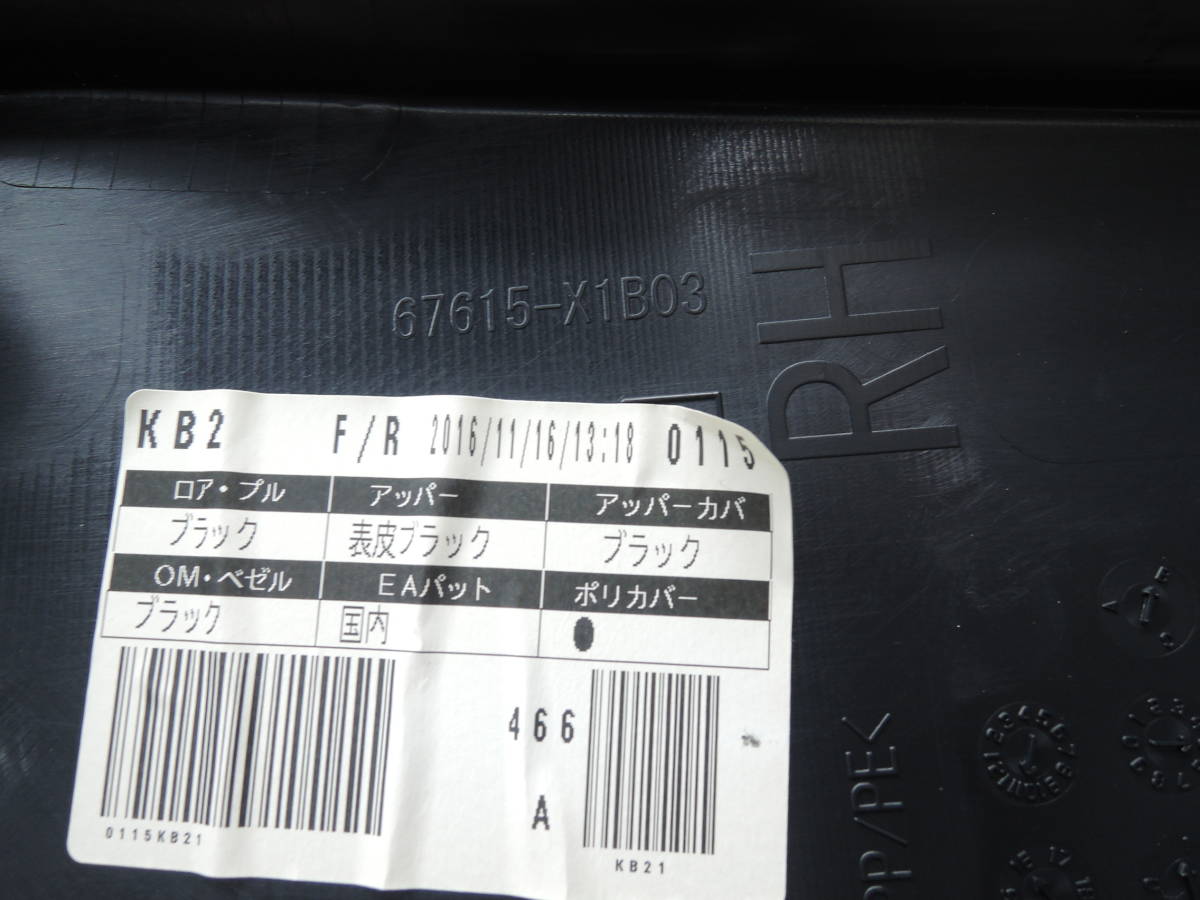 67615-X1B03
RH
KB2 F/R 2016/11/16/13:18 0115
ロア・プル アッパー アッパーカバ
ブラック 表皮ブラック ブラック
OM・ベゼル EAパット ポリカバー
ブラック 国内 ●
466
A
0115KB21
KB21
PP/PE<
A B C